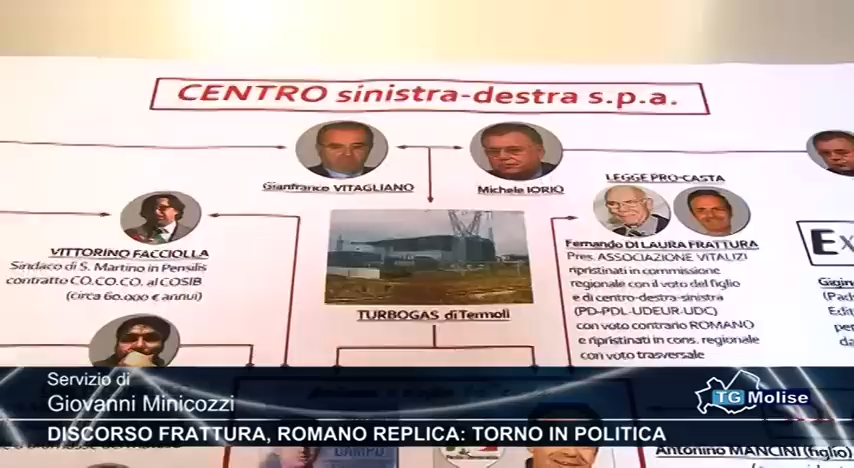 CENTRO sinistra-destra s.p.a.
Gianfranco VITAGLIANO
Michele IORIO
LEGGE PRO-CASTA
VITTORINO FACCIOLLA
Sindaco di S. Martino in Pensilis
contratto CO.CO.CO. al COSIB
(circa 60.000 € annui)
TURBOGAS di Termoli
Fernando DI LAURA FRATTURA
Pres. ASSOCIAZIONE VITALIZI
ripristinati in commissione
regionale con il voto del figlio
e di centro-destra-sinistra
(PD-PDL-UDEUR-UDC)
con voto contrario ROMANO
e ripristinati in cons. regionale
con voto trasversale
Servizio di
Giovanni Minicozzi
TG Molise
DISCORSO FRATTURA, ROMANO REPLICA: TORNO IN POLITICA
Antonino MANCINI (figlio)